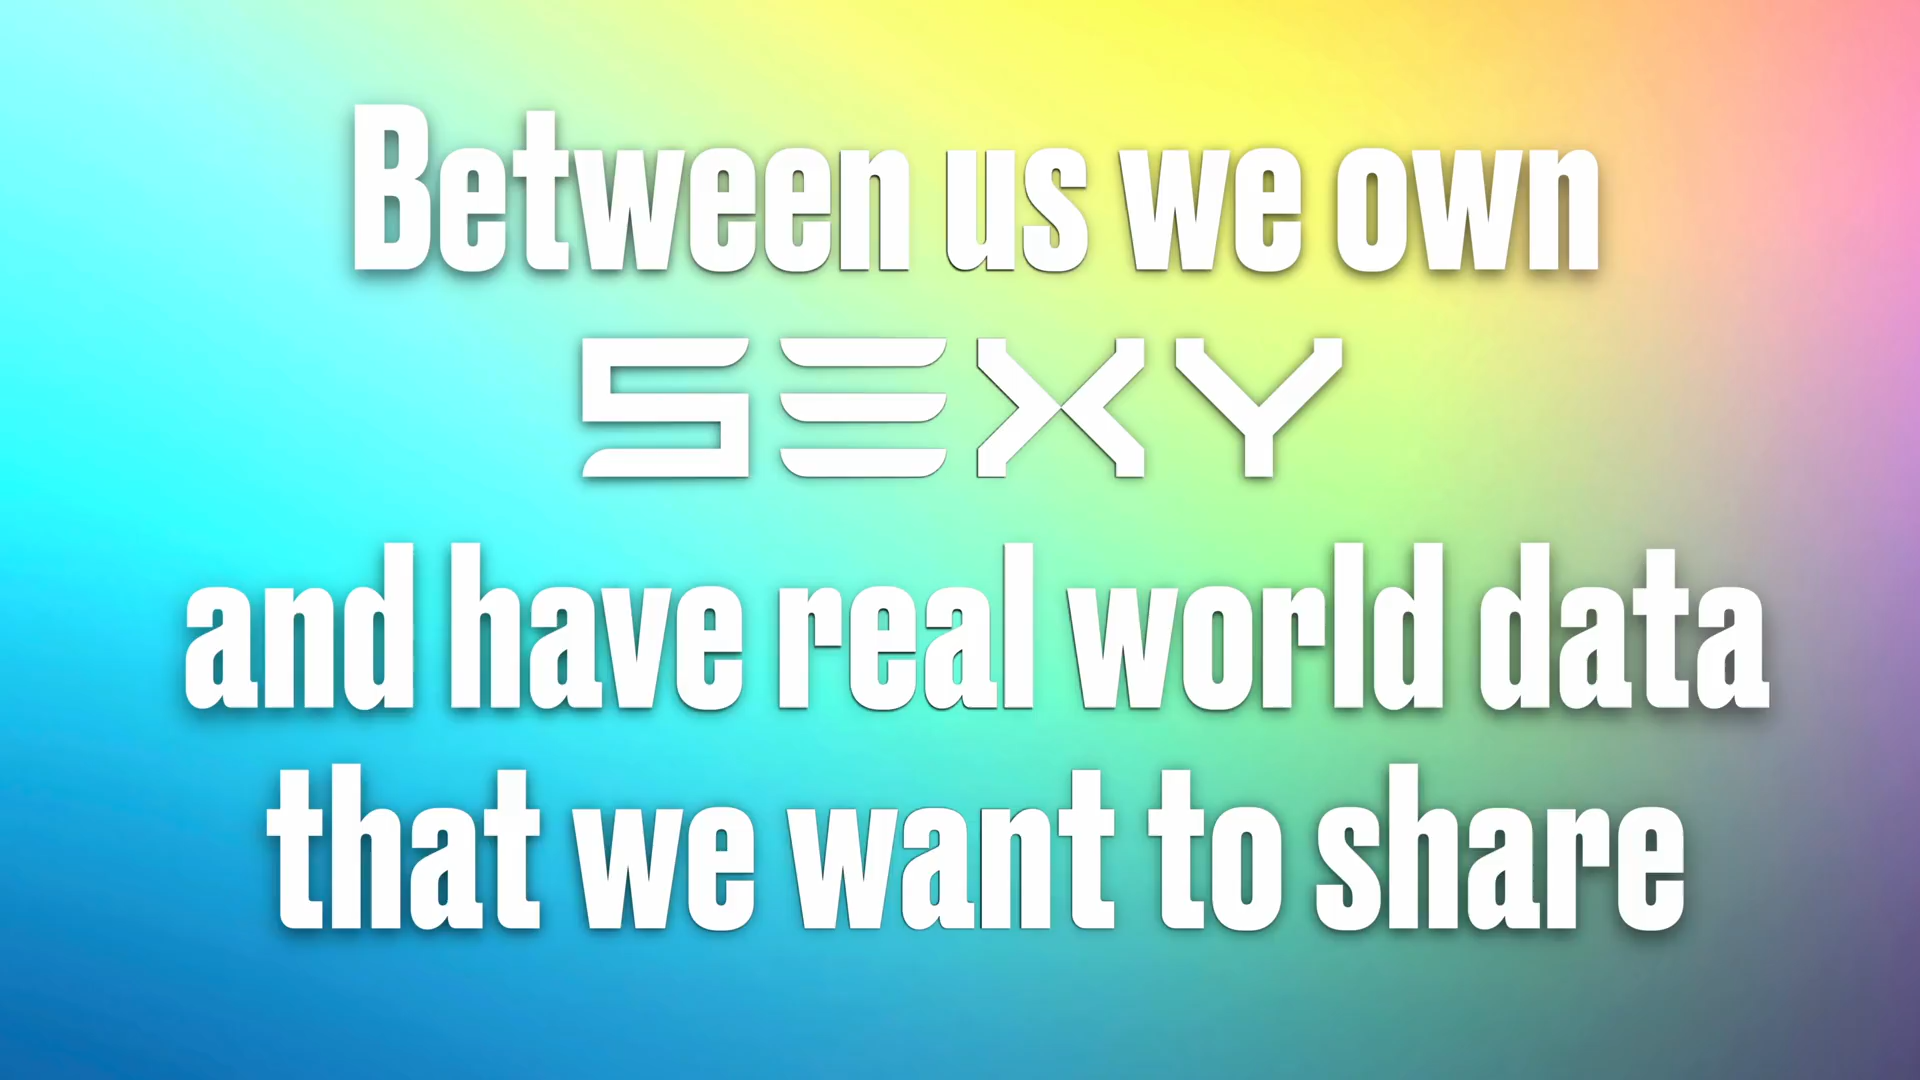 Between us we own
SEXY
and have real world data
that we want to share